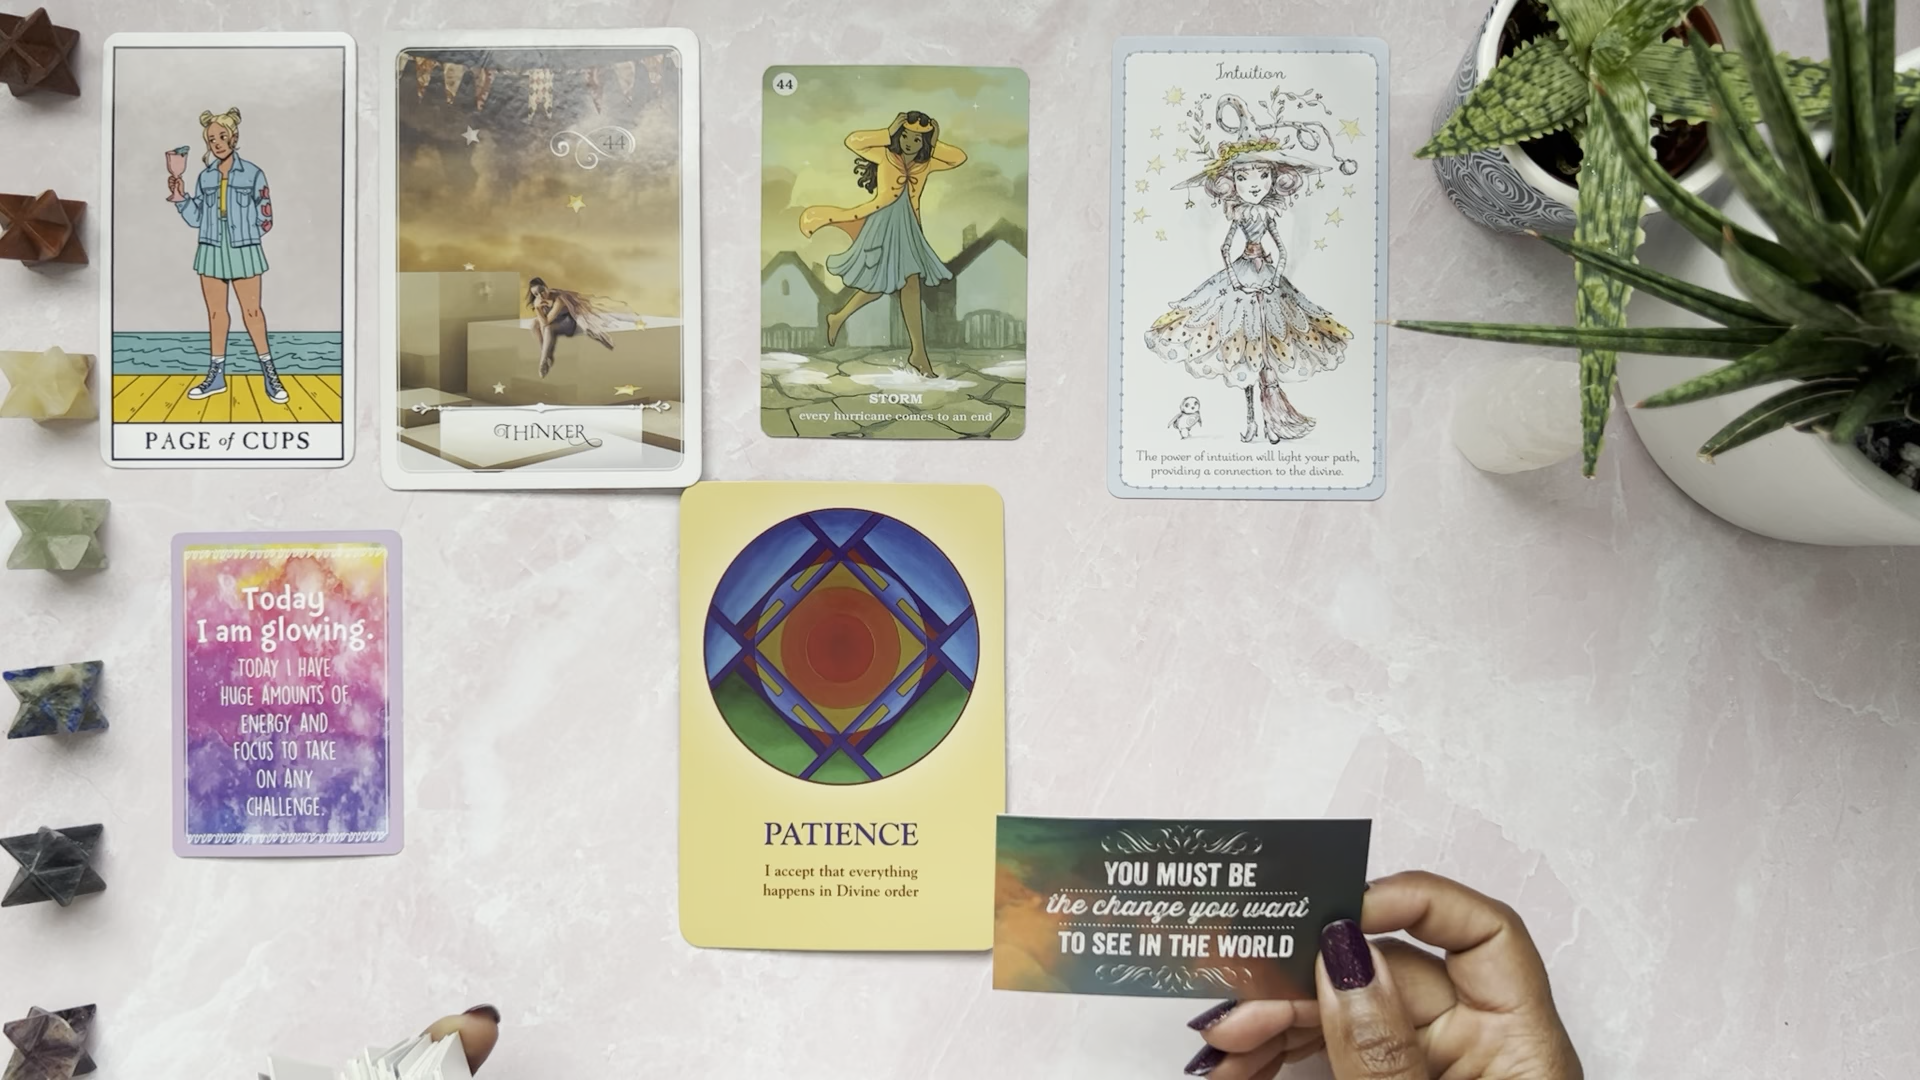 PAGE of CUPS
44
THINKER
44
STORM
every hurricane comes to an end
Intuition
The power of intuition will light your path,
providing a connection to the divine.
Today
I am glowing.
TODAY I HAVE
HUGE AMOUNTS OF
ENERGY AND
FOCUS TO TAKE
ON ANY
CHALLENGE.
PATIENCE
I accept that everything
happens in Divine order
YOU MUST BE
the change you want
TO SEE IN THE WORLD